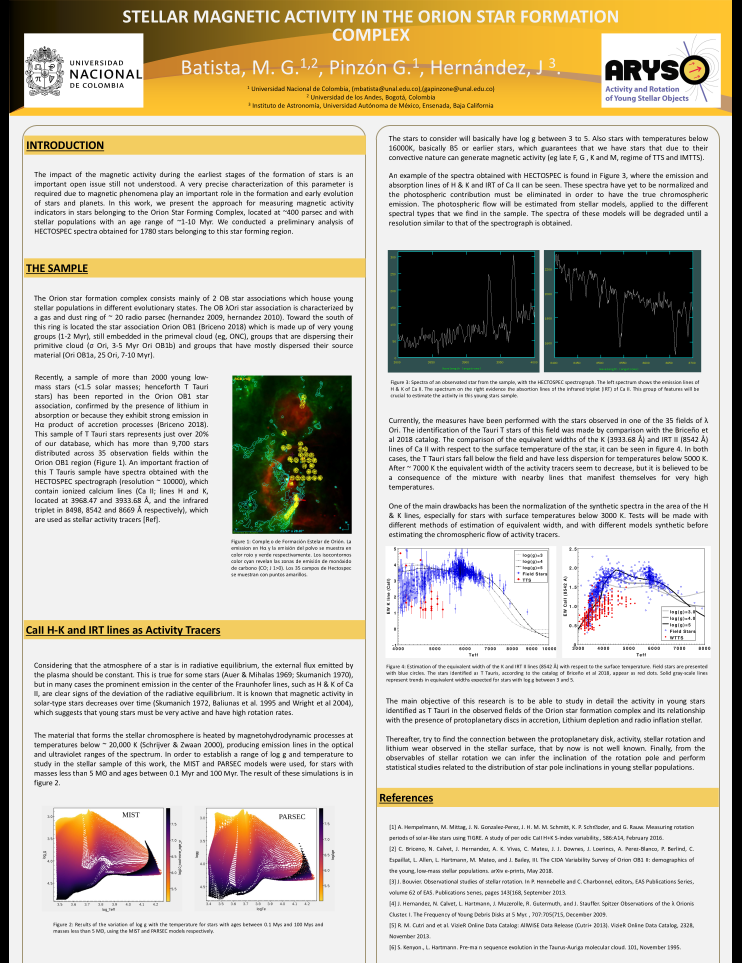 STELLAR MAGNETIC ACTIVITY IN THE ORION STAR FORMATION
COMPLEX
UNIVERSIDAD
NACIONAL
DE COLOMBIA
Batista, M. G.1,2, Pinzón G.1, Hernández, J 3.
1 Universidad Nacional de Colombia, (mbatista@unal.edu.co),(gapinzone@unal.edu.co)
2 Universidad de los Andes, Bogotá, Colombia
3 Instituto de Astronomía, Universidad Autónoma de México, Ensenada, Baja California
ARYSO
Activity and Rotation
of Young Stellar Objects
INTRODUCTION
The impact of the magnetic activity during the earliest stages of the formation of stars is an
important open issue still not understood. A very precise characterization of this parameter is
required due to magnetic phenomena play an important role in the formation and early evolution
of stars and planets. In this work, we present the approach for measuring magnetic activity
indicators in stars belonging to the Orion Star Forming Complex, located at ~400 parsec and with
stellar populations with an age range of ~1-10 Myr. We conducted a preliminary analysis of
HECTOSPEC spectra obtained for 1780 stars belonging to this star forming region.
THE SAMPLE
The Orion star formation complex consists mainly of 2 OB star associations which house young
stellar populations in different evolutionary states. The OB λOri star association is characterized by
a gas and dust ring of ~ 20 radio parsec (hernandez 2009, hernandez 2010). Toward the south of
this ring is located the star association Orion OB1 (Briceno 2018) which is made up of very young
groups (1-2 Myr), still embedded in the primeval cloud (eg, ONC), groups that are dispersing their
primitive cloud (σ Ori, 3-5 Myr Ori OB1b) and groups that have mostly dispersed their source
material (Ori OB1a, 25 Ori, 7-10 Myr).
Recently, a sample of more than 2000 young low-
mass stars (<1.5 solar masses; henceforth T Tauri
stars) has been reported in the Orion OB1 star
association, confirmed by the presence of lithium in
absorption or because they exhibit strong emission in
Hα product of accretion processes (Briceno 2018).
This sample of T Tauri stars represents just over 20%
of our database, which has more than 9,700 stars
distributed across 35 observation fields within the
Orion OB1 region (Figure 1). An important fraction of
this T Tauris sample have spectra obtained with the
HECTOSPEC spectrograph (resolution ~ 10000), which
contain ionized calcium lines (Ca II; lines H and K,
located at 3968.47 and 3933.68 Å, and the infrared
triplet in 8498, 8542 and 8669 Å respectively), which
are used as stellar activity tracers [Ref].
Figure 1: Complejo de Formación Estelar de Orión. La
emission en Hα y la emisión del polvo se muestra en
color rojo y verde respectivamente. Los isocontornos
color cyan revelan las zonas de emisión de monóxido
de carbono (CO; J 1>0). Los 35 campos de Hectospec
se muestran con puntos amarillos.
CaII H-K and IRT lines as Activity Tracers
Considering that the atmosphere of a star is in radiative equilibrium, the external flux emitted by
the plasma should be constant. This is true for some stars (Auer & Mihalas 1969; Skumanich 1970),
but in many cases the prominent emission in the center of the Fraunhofer lines, such as H & K of Ca
II, are clear signs of the deviation of the radiative equilibrium. It is known that magnetic activity in
solar-type stars decreases over time (Skumanich 1972, Baliunas et al. 1995 and Wright et al 2004),
which suggests that young stars must be very active and have high rotation rates.
The material that forms the stellar chromosphere is heated by magnetohydrodynamic processes at
temperatures below ~ 20,000 K (Schrijver & Zwaan 2000), producing emission lines in the optical
and ultraviolet ranges of the spectrum. In order to establish a range of log g and temperature to
study in the stellar sample of this work, the MIST and PARSEC models were used, for stars with
masses less than 5 MΘ and ages between 0.1 Myr and 100 Myr. The result of these simulations is in
figure 2.
MIST
PARSEC
Figure 2: Results of the variation of log g with the temperature for stars with ages between 0.1 Mys and 100 Mys and
masses less than 5 MΘ, using the MIST and PARSEC models respectively.
The stars to consider will basically have log g between 3 to 5. Also stars with temperatures below
16000K, basically B5 or earlier stars, which guarantees that we have stars that due to their
convective nature can generate magnetic activity (eg late F, G , K and M, regime of TTS and IMTTS).
An example of the spectra obtained with HECTOSPEC is found in Figure 3, where the emission and
absorption lines of H & K and IRT of Ca II can be seen. These spectra have yet to be normalized and
the photospheric contribution must be eliminated in order to have the true chromospheric
emission. The photospheric flow will be estimated from stellar models, applied to the different
spectral types that we find in the sample. The spectra of these models will be degraded until a
resolution similar to that of the spectrograph is obtained.
Figure 3: Spectra of an observated star from the sample, with the HECTOSPEC spectrograph. The left spectrum shows the emission lines of
H & K of Ca II. The spectrum on the right evidence the abortion lines of the infrared triplet (IRT) of Ca II. This group of features will be
crucial to estimate the activity in this young stars sample.
Currently, the measures have been performed with the stars observed in one of the 35 fields of λ
Ori. The identification of the Tauri T stars of this field was made by comparison with the Briceño et
al 2018 catalog. The comparison of the equivalent widths of the K (3933.68 Å) and IRT II (8542 Å)
lines of Ca II with respect to the surface temperature of the star, it can be seen in figure 4. In both
cases, the T Tauri stars fall below the field and have less dispersion for temperatures below 5000 K.
After ~ 7000 K the equivalent width of the activity tracers seem to decrease, but it is believed to be
a consequence of the mixture with nearby lines that manifest themselves for very high
temperatures.
One of the main drawbacks has been the normalization of the synthetic spectra in the area of the H
& K lines, especially for stars with surface temperatures below 3000 K. Tests will be made with
different methods of estimation of equivalent width, and with different models synthetic before
estimating the chromospheric flow of activity tracers.
EW K line (CaII)
4000 5000 6000 7000 8000 9000 10000
Teff
log(g)=3
log(g)=4
log(g)=5
Field Stars
TTS
EW CaII (8542 Å)
2.5
2.0
1.5
1.0
0.5
3000 4000 5000 6000 7000 8000
Teff
log(g)=4.5
log(g)=5
Field Stars
WTTS
Figure 4: Estimation of the equivalent width of the K and IRT II lines (8542 Å) with respect to the surface temperature. Field stars are presented
with blue circles. The stars identified as T Tauris, according to the catalog of Briceño et al 2018, appear as red dots. Solid gray-scale lines
represent trends in equivalent widths expected for stars with log g between 3 and 5.
The main objective of this research is to be able to study in detail the activity in young stars
identified as T Tauri in the observed fields of the Orion star formation complex and its relationship
with the presence of protoplanetary discs in accretion, Lithium depletion and radio inflation stellar.
Thereafter, try to find the connection between the protoplanetary disk, activity, stellar rotation and
lithium wear observed in the stellar surface, that by now is not well known. Finally, from the
observables of stellar rotation we can infer the inclination of the rotation pole and perform
statistical studies related to the distribution of star pole inclinations in young stellar populations.
References
[1] A. Hempelmann, M. Mittag, J. N. Gonzalez-Perez, J. H. M. M. Schmitt, K. P. Schröoder, and G. Rauw. Measuring rotation
periods of solar-like stars using TIGRE. A study of periodic CaII H+K S-index variability., 586:A14, February 2016.
[2] C. Briceno, N. Calvet, J. Hernandez, A. K. Vivas, C. Mateu, J. J. Downes, J. Loerincs, A. Perez-Blanco, P. Berlind, C.
Espaillat, L. Allen, L. Hartmann, M. Mateo, and J. Bailey, III. The CIDA Variability Survey of Orion OB1 II: demographics of
the young, low-mass stellar populations. arXiv e-prints, May 2018.
[3] J. Bouvier. Observational studies of stellar rotation. In P. Hennebelle and C. Charbonnel, editors, EAS Publications Series,
volume 62 of EAS. Publications series, pages 143{168, September 2013.
[4] J. Hernandez, N. Calvet, L. Hartmann, J. Muzerolle, R. Gutermuth, and J. Stauffer. Spitzer Observations of the λ Orionis
Cluster. I. The Frequency of Young Debris Disks at 5 Myr. , 707:705{715, December 2009.
[5] R. M. Cutri and et al. VizieR Online Data Catalog: AllWISE Data Release (Cutri+ 2013). VizieR Online Data Catalog, 2328,
November 2013.
[6] S. Kenyon , L. Hartmann. Pre-main sequence evolution in the Taurus-Auriga molecular cloud. 101, November 1995.